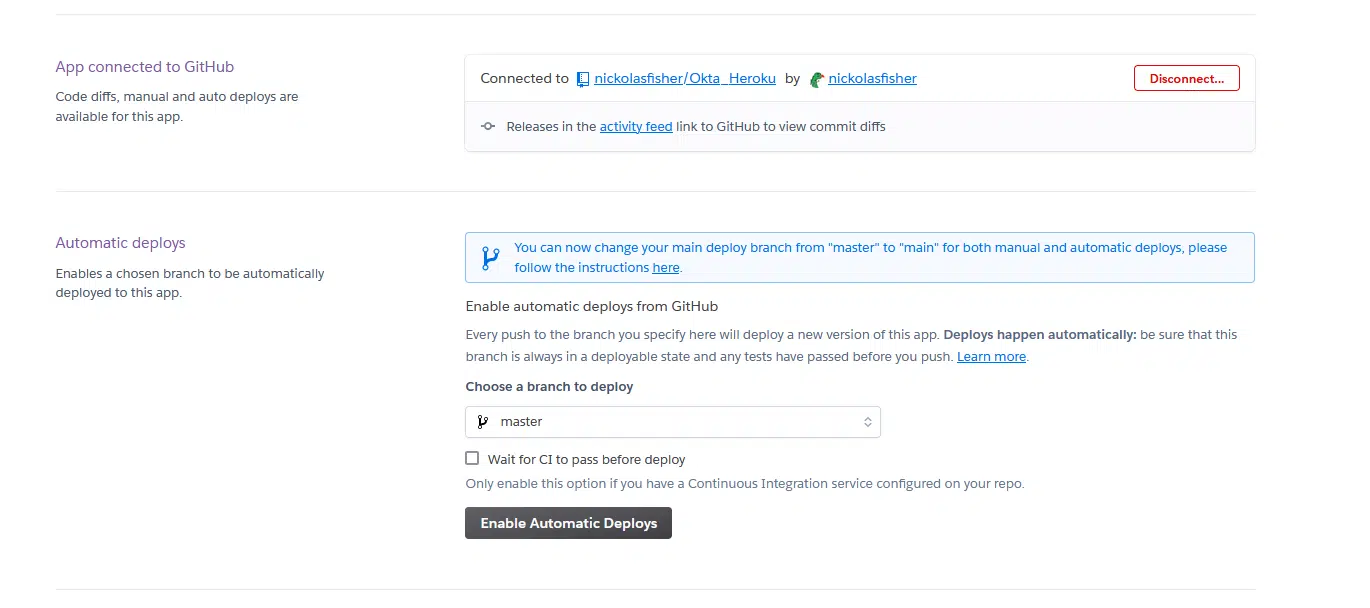 App connected to GitHub
Code diffs, manual and auto deploys are
available for this app.
Connected to nickolasfisher/Okta_Heroku by nickolasfisher
Disconnect...
Releases in the activity feed link to GitHub to view commit diffs
Automatic deploys
Enables a chosen branch to be automatically
deployed to this app.
You can now change your main deploy branch from "master" to "main" for both manual and automatic deploys, please
follow the instructions here.
Enable automatic deploys from GitHub
Every push to the branch you specify here will deploy a new version of this app. Deploys happen automatically: be sure that this
branch is always in a deployable state and any tests have passed before you push. Learn more.
Choose a branch to deploy
master
Wait for CI to pass before deploy
Only enable this option if you have a Continuous Integration service configured on your repo.
Enable Automatic Deploys